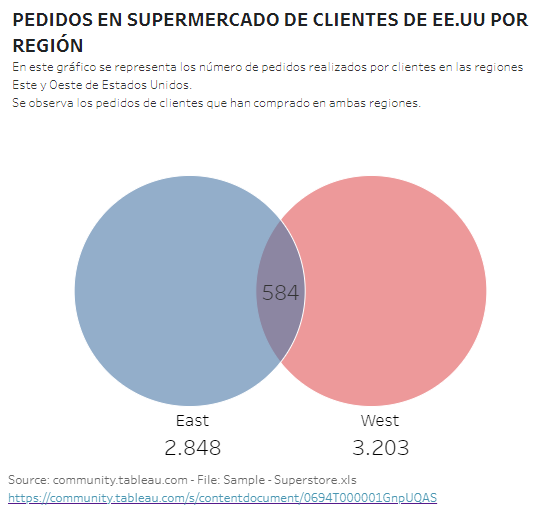 PEDIDOS EN SUPERMERCADO DE CLIENTES DE EE.UU POR
REGIÓN
En este gráfico se representa los número de pedidos realizados por clientes en las regiones
Este y Oeste de Estados Unidos.
Se observa los pedidos de clientes que han comprado en ambas regiones.
584
East
West
2.848
3.203
Source: community.tableau.com - File: Sample - Superstore.xls
https://community.tableau.com/s/contentdocument/0694T000001GnpUQAS